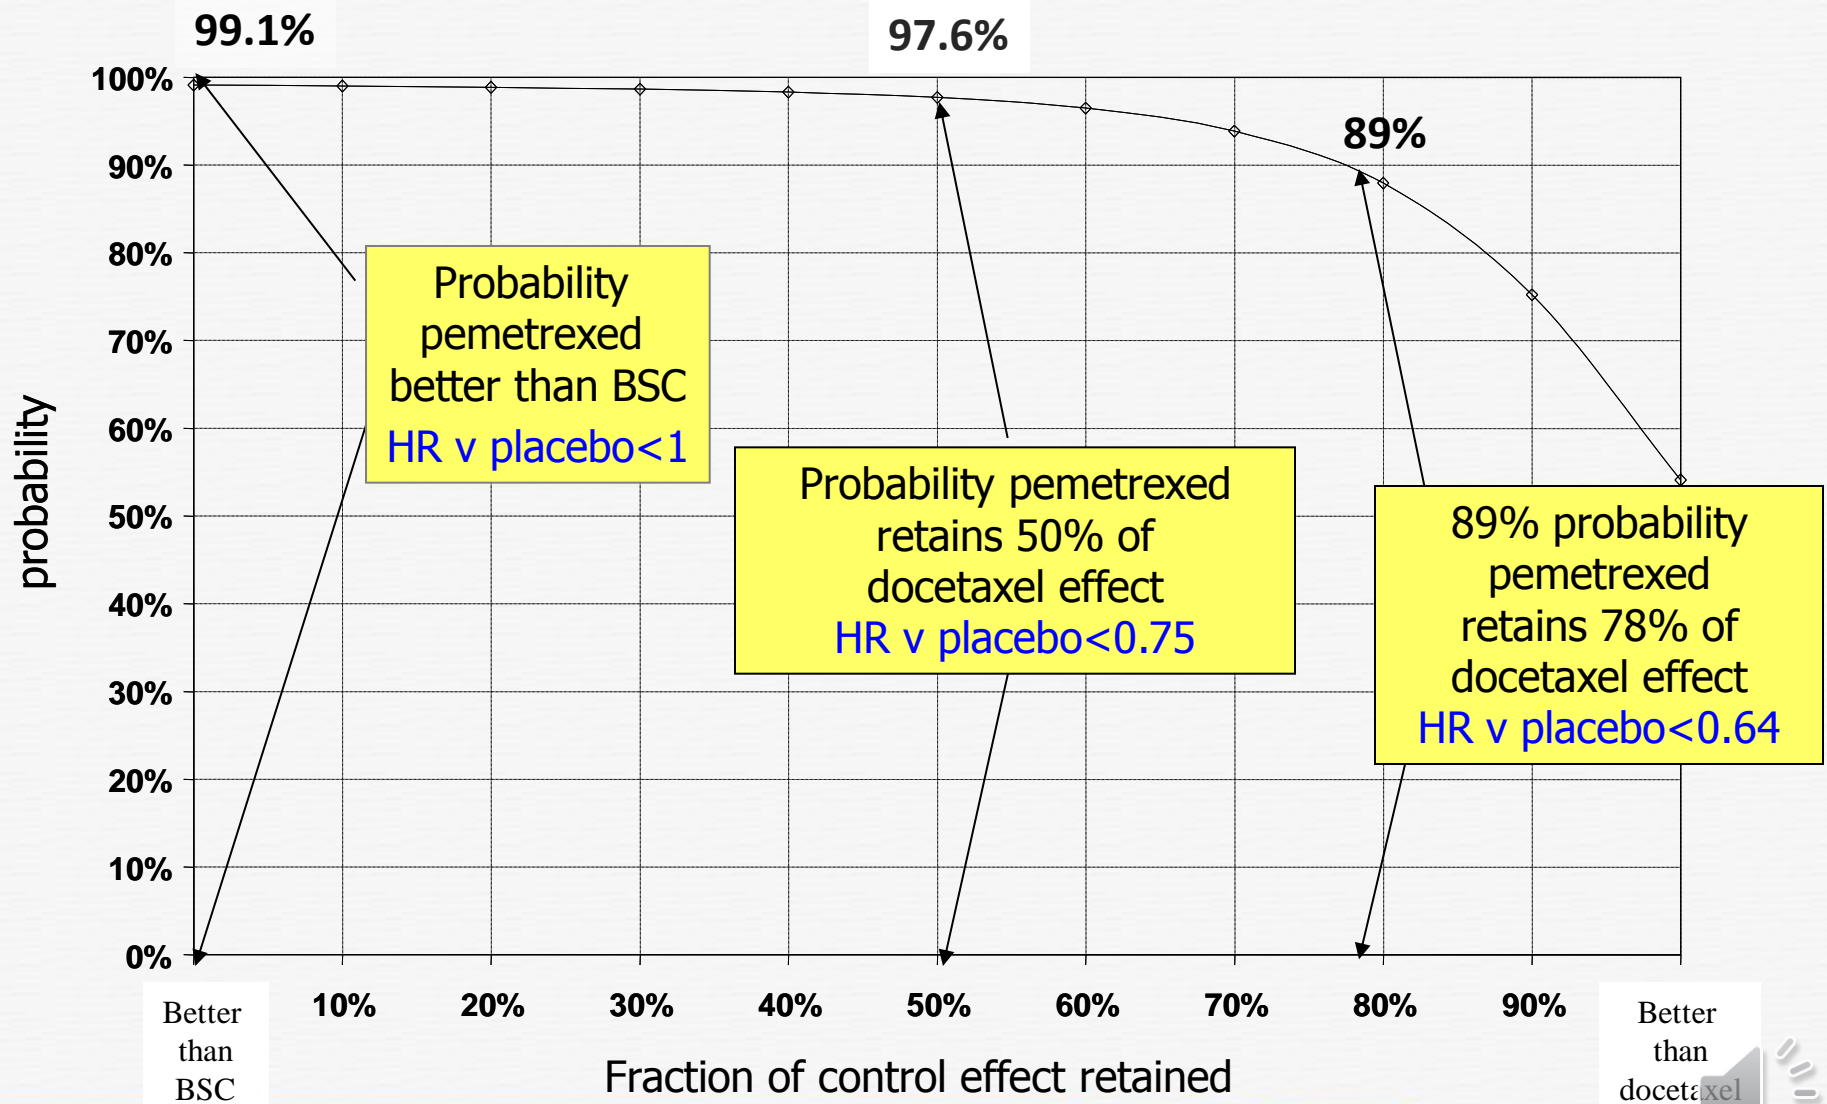 99.1%
97.6%
89%
100%
90%
80%
70%
60%
50%
40%
30%
20%
10%
0%
probability
Probability
pemetrexed
better than BSC
HR v placebo<1
Probability pemetrexed
retains 50% of
docetaxel effect
HR v placebo<0.75
89% probability
pemetrexed
retains 78% of
docetaxel effect
HR v placebo<0.64
Better
than
BSC
10% 20% 30% 40% 50% 60% 70% 80% 90%
Better
than
docetaxel
Fraction of control effect retained